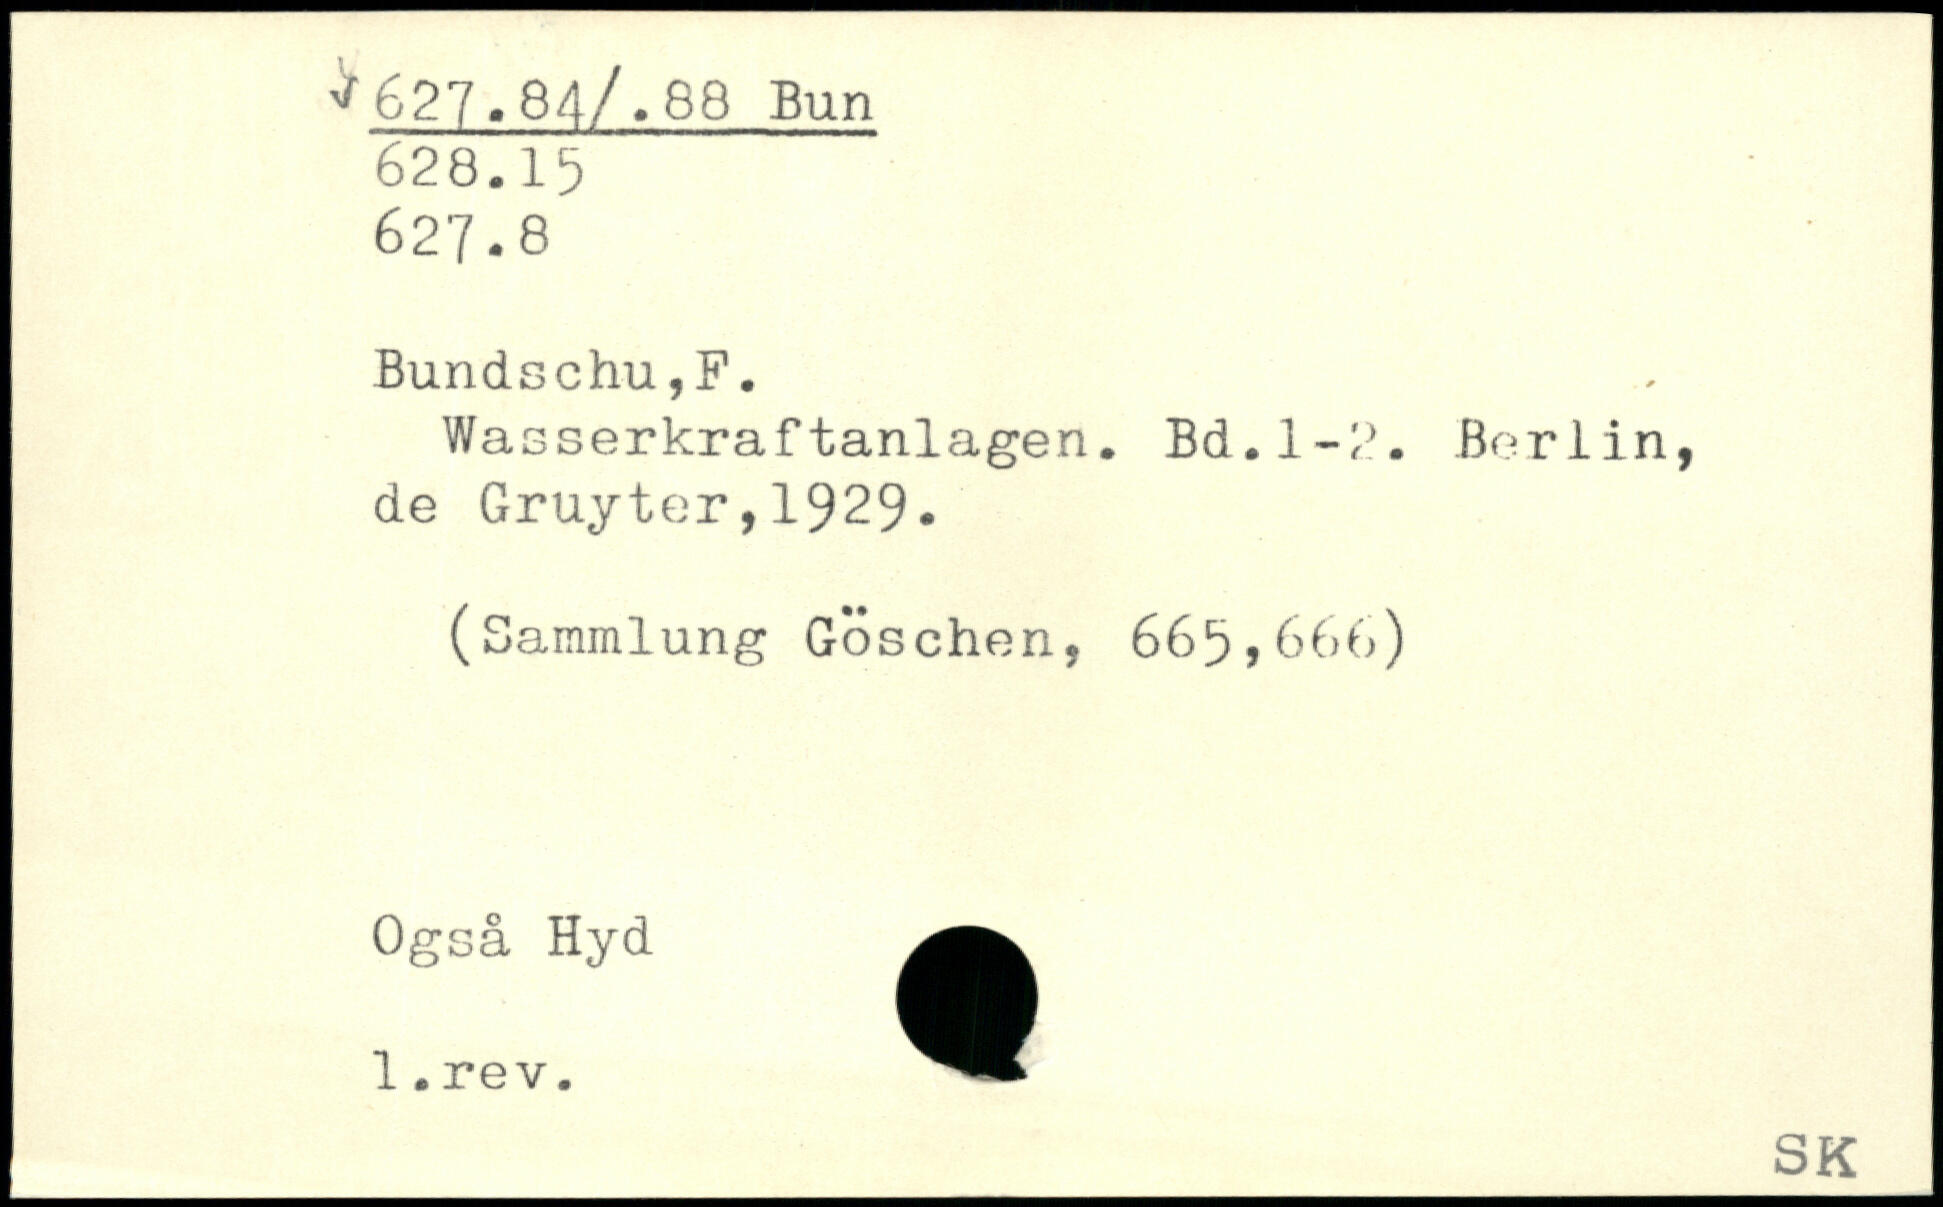 627.84/.88 Bun
628.15
627.8
Bundschu,F.
Wasserkraftanlagen. Bd.1-2. Berlin,
de Gruyter,1929.
(Sammlung Göschen, 665,666)
Også Hyd
1.rev.
SK